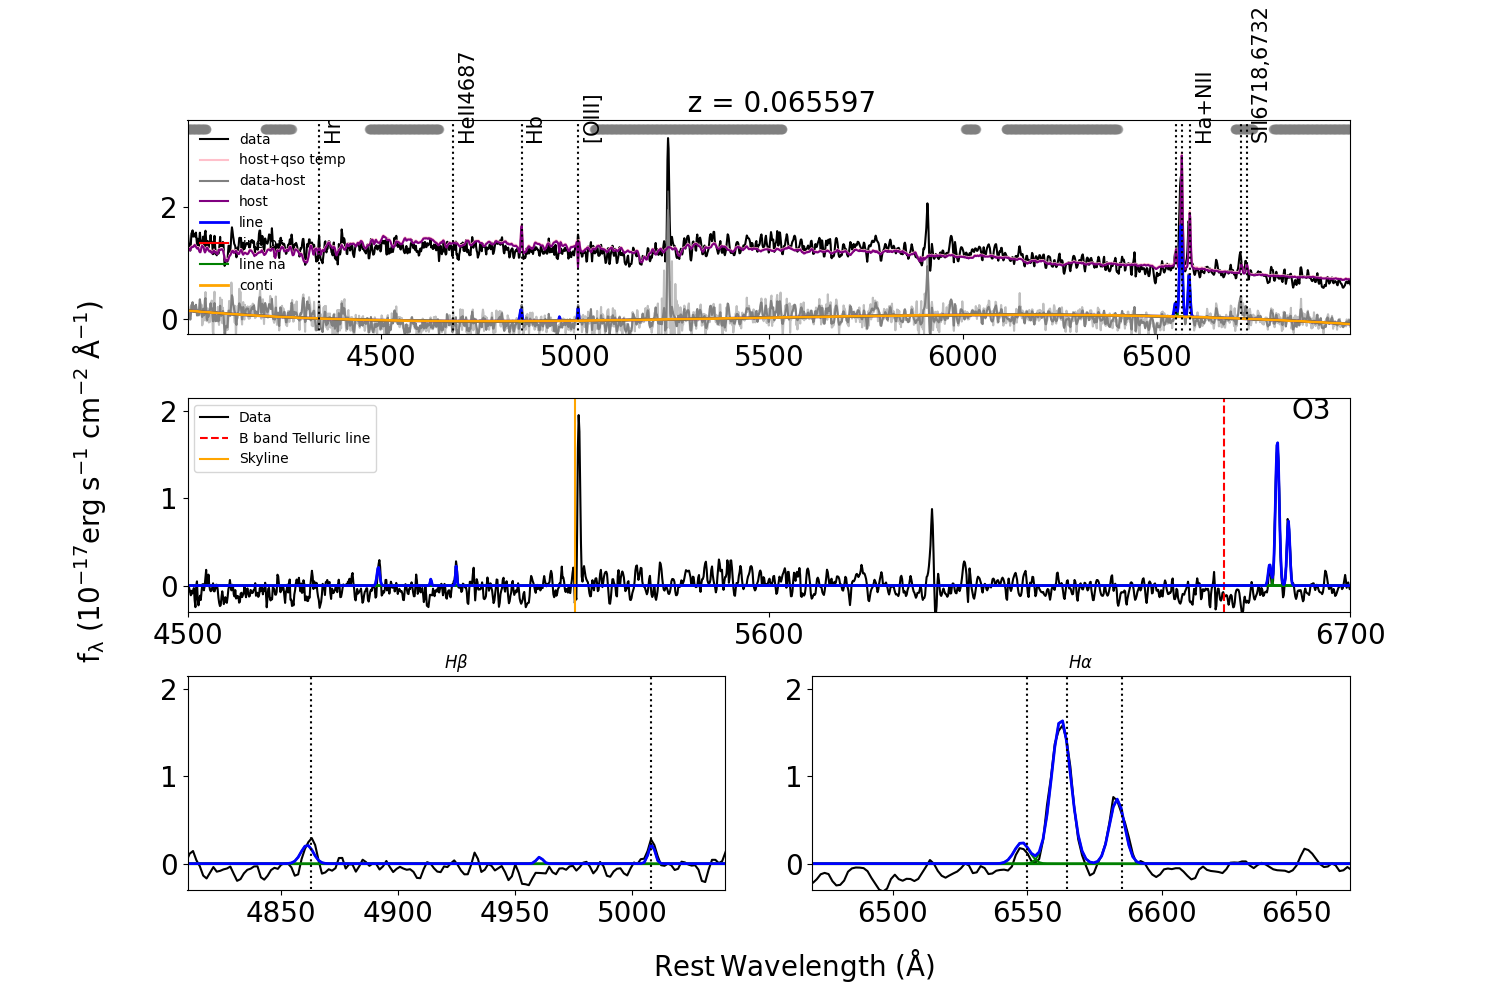 z = 0.065597
Hr
HeII4687
Hb
[OIII]
Ha+NII
SII6718,6732
data
host+qso temp
data-host
host
line
line na
conti
2
0
4500
5000
5500
6000
6500
Data
B band Telluric line
Skyline
O3
2
1
0
4500
5600
6700
fλ (10⁻¹⁷erg s⁻¹ cm⁻² Å⁻¹)
Hβ
2
1
0
4850
4900
4950
5000
Hα
2
1
0
6500
6550
6600
6650
Rest Wavelength (Å)